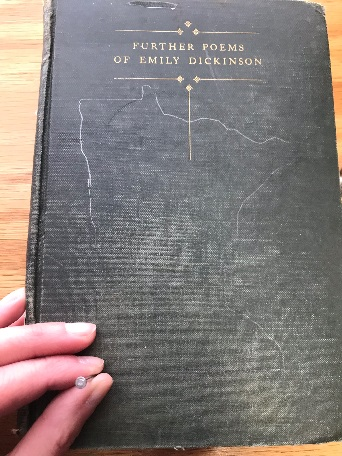 FURTHER POEMS
OF EMILY DICKINSON